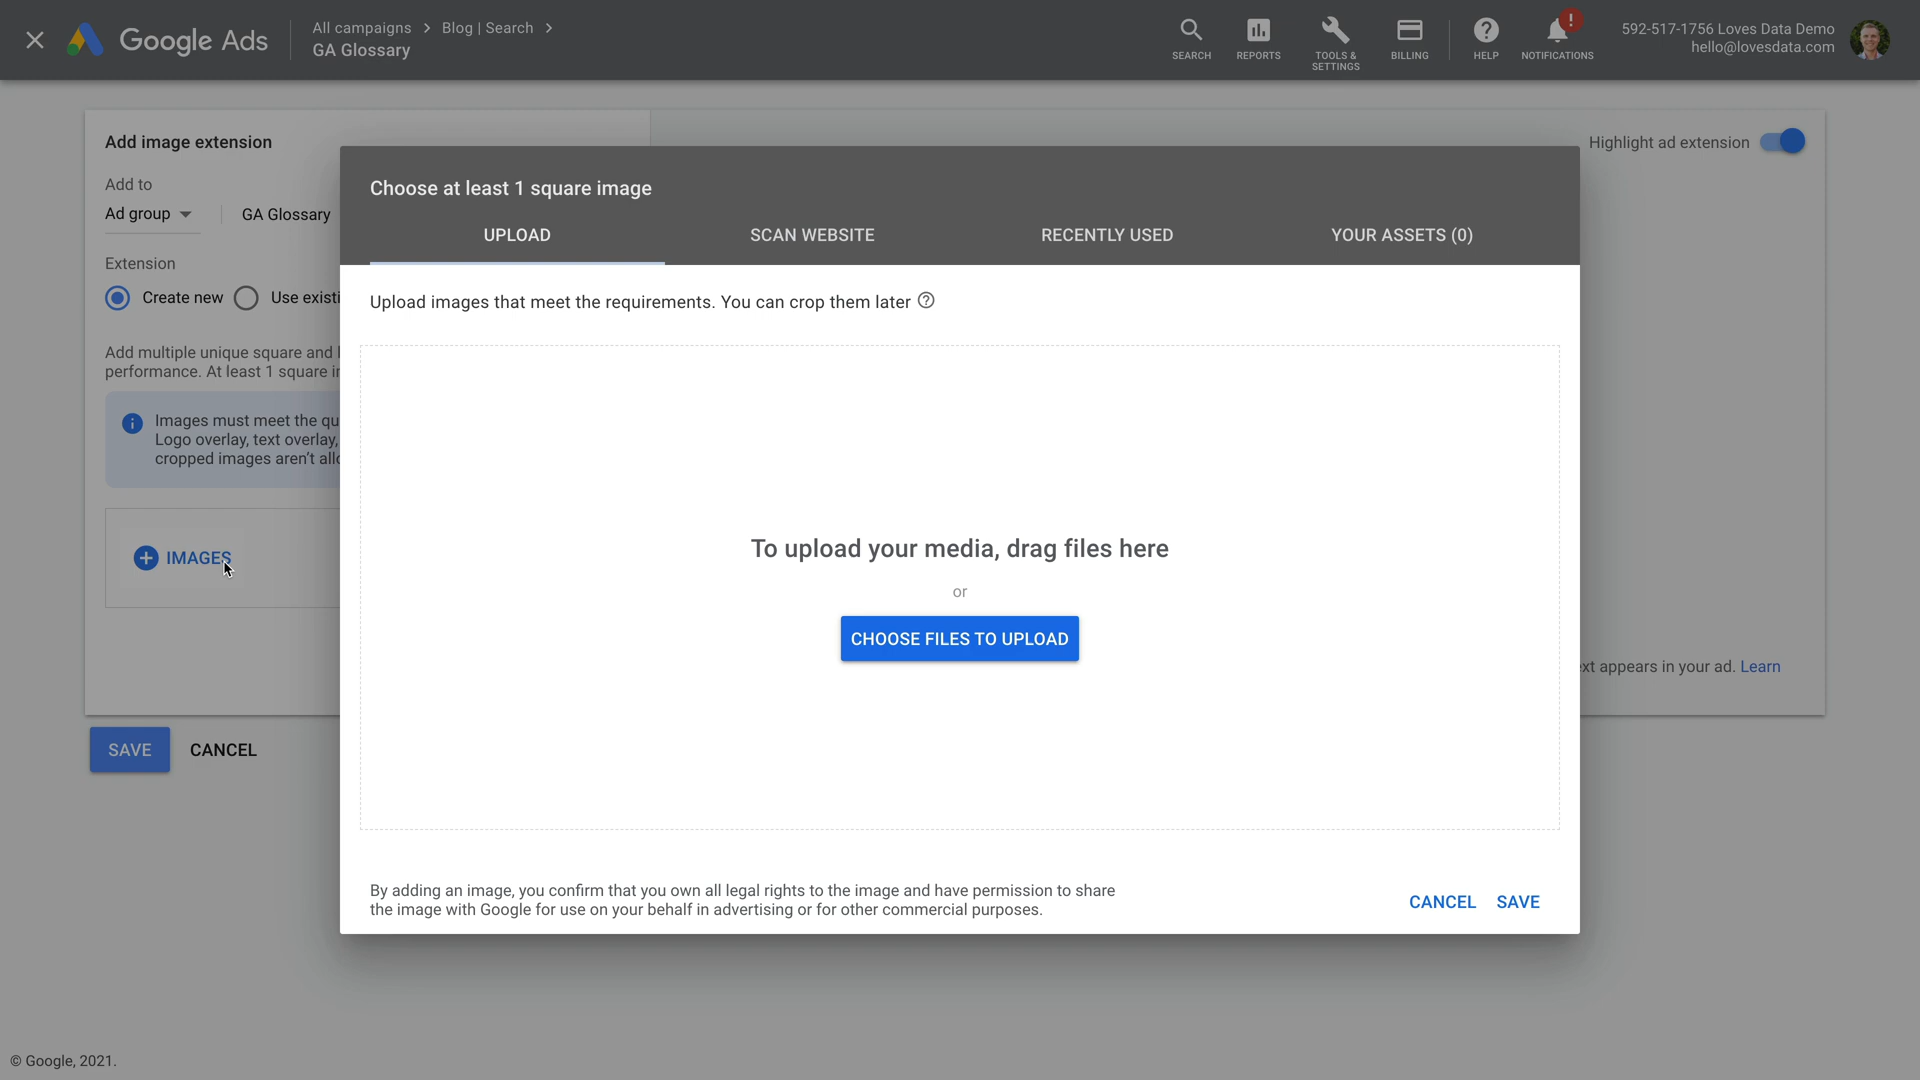 Google Ads
All campaigns > Blog | Search >
GA Glossary
SEARCH
REPORTS
TOOLS &
SETTINGS
BILLING
HELP
!
NOTIFICATIONS
592-517-1756 Loves Data Demo
hello@lovesdata.com
Add image extension
Highlight ad extension
Add to
Ad group
GA Glossary
Extension
Create new
Use existi
Add multiple unique square and
performance. At least 1 square
Images must meet the
Logo overlay, text overlay,
cropped images aren't
IMAGES
SAVE
CANCEL
Choose at least 1 square image
UPLOAD
SCAN WEBSITE
RECENTLY USED
YOUR ASSETS (0)
Upload images that meet the requirements. You can crop them later
To upload your media, drag files here
or
CHOOSE FILES TO UPLOAD
By adding an image, you confirm that you own all legal rights to the image and have permission to share
the image with Google for use on your behalf in advertising or for other commercial purposes.
CANCEL
SAVE
appears in your ad. Learn
© Google, 2021.